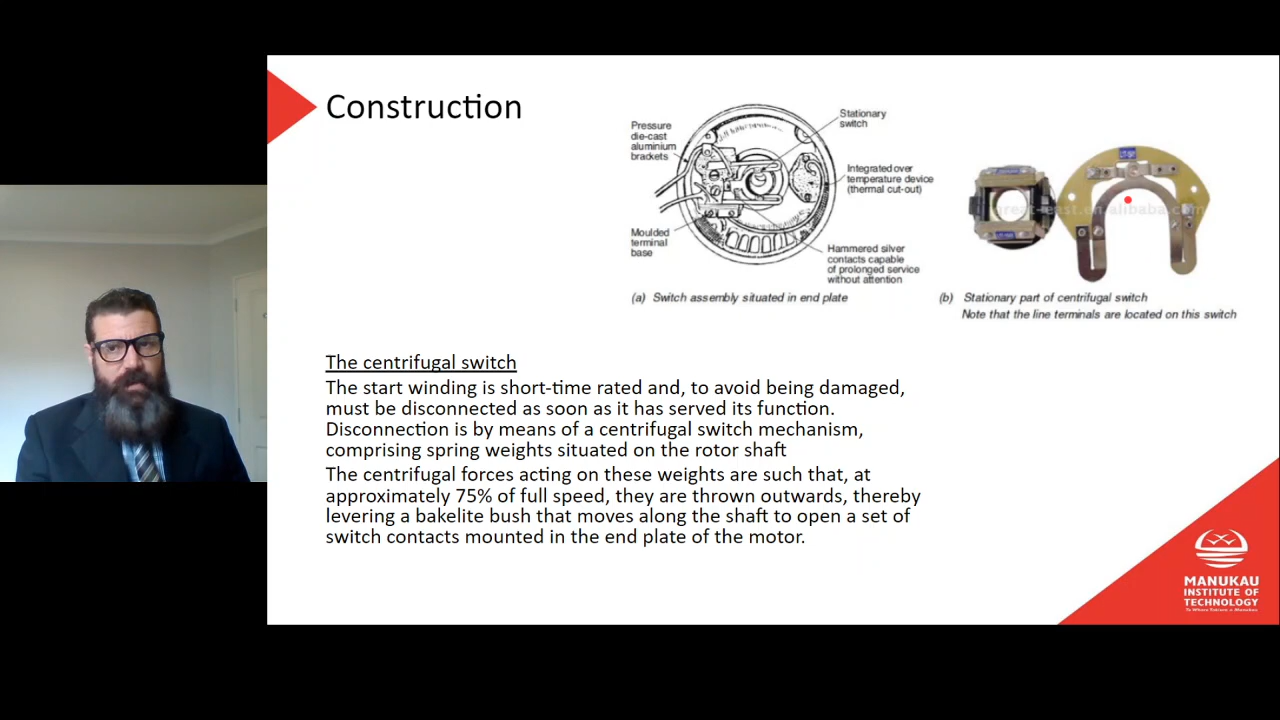 Construction
Pressure
die-cast
aluminium
brackets
Stationary
switch
Integrated over
temperature device
(thermal cut-out)
Moulded
terminal
base
Hammered silver
contacts capable
of prolonged service
without attention
(a) Switch assembly situated in end plate
great-east.en.alibaba.com
(b) Stationary part of centrifugal switch
Note that the line terminals are located on this switch
The centrifugal switch
The start winding is short-time rated and, to avoid being damaged,
must be disconnected as soon as it has served its function.
Disconnection is by means of a centrifugal switch mechanism,
comprising spring weights situated on the rotor shaft
The centrifugal forces acting on these weights are such that, at
approximately 75% of full speed, they are thrown outwards, thereby
levering a bakelite bush that moves along the shaft to open a set of
switch contacts mounted in the end plate of the motor.
MANUKAU
INSTITUTE OF
TECHNOLOGY